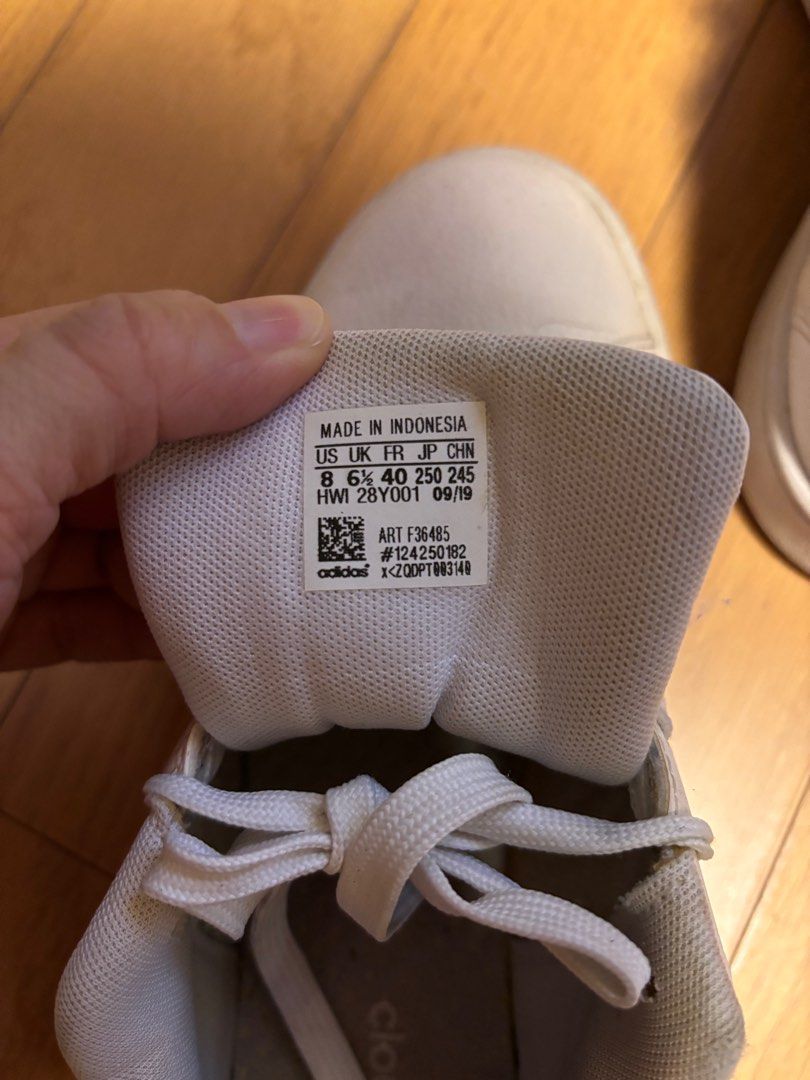 MADE IN INDONESIA
US UK FR JP CHN
8 6½ 40 250 245
HWI 28Y001 09/19
ART F36485
#124250182
adidas x<ZQDPT003140
clo